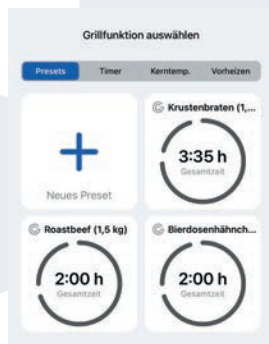 Grillfunktion auswählen
Presets Timer Kerntemp. Vorheizen
Neues Preset
Krustenbraten (1,...
3:35 h
Gesamtzeit
Roastbeef (1,5 kg)
2:00 h
Gesamtzeit
Bierdosenhähnch...
2:00 h
Gesamtzeit